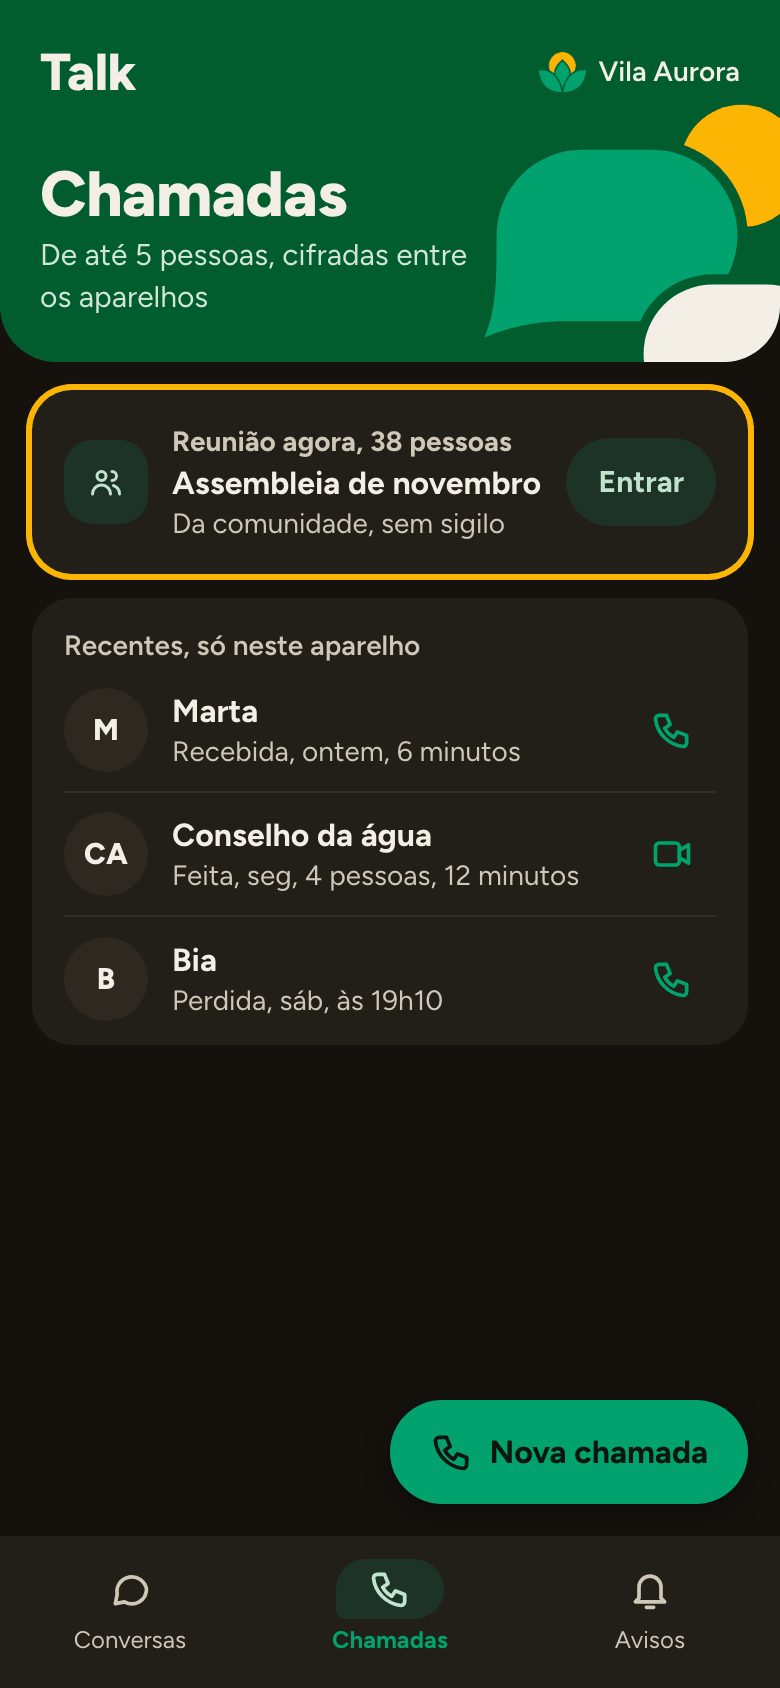 Talk
Vila Aurora
Chamadas
De até 5 pessoas, cifradas entre
os aparelhos
Reunião agora, 38 pessoas
Assembleia de novembro
Da comunidade, sem sigilo
Entrar
Recentes, só neste aparelho
M
Marta
Recebida, ontem, 6 minutos
CA
Conselho da água
Feita, seg, 4 pessoas, 12 minutos
B
Bia
Perdida, sáb, às 19h10
Nova chamada
Conversas
Chamadas
Avisos